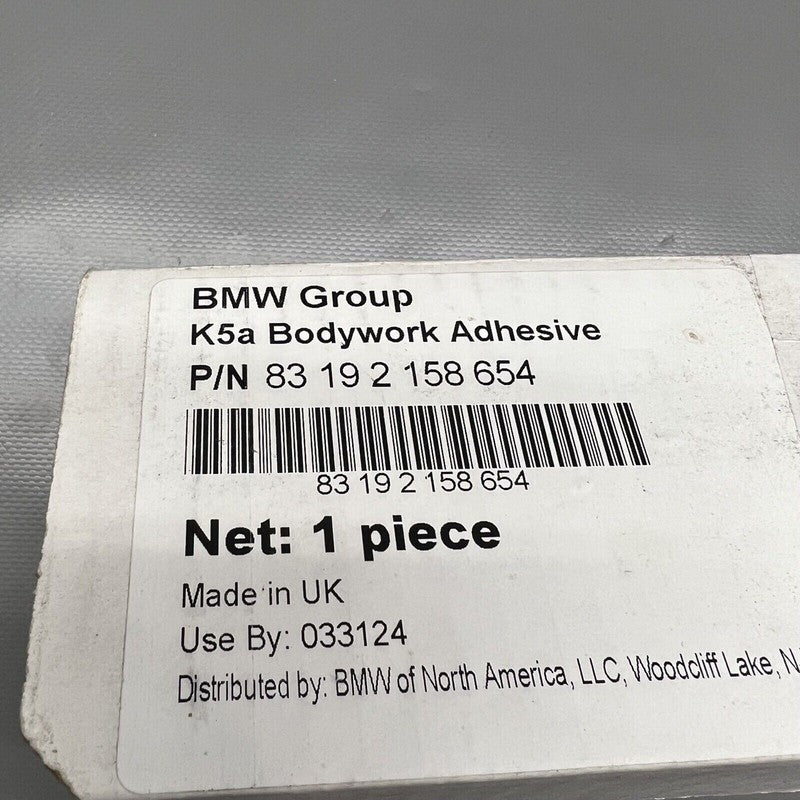 BMW Group
K5a Bodywork Adhesive
P/N 83 19 2 158 654
83 19 2 158 654
Net: 1 piece
Made in UK
Use By: 033124
Distributed by: BMW of North America, LLC, Woodcliff Lake,